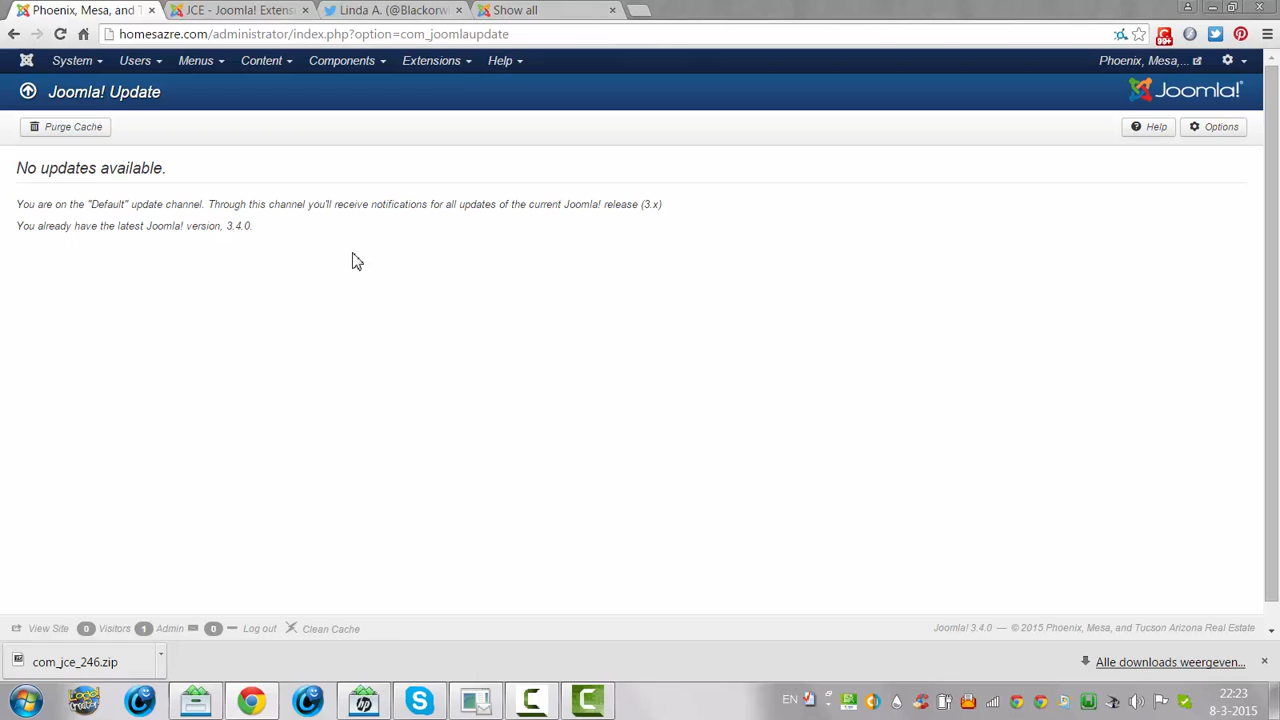 Phoenix, Mesa, and T
JCE - Joomla! Extens
Linda A. (@Blackorw
Show all
homesazre.com/administrator/index.php?option=com_joomlaupdate
99+
System Users Menus Content Components Extensions Help
Phoenix, Mesa,...
Joomla! Update
Joomla!
Purge Cache
Help
Options
No updates available.
You are on the "Default" update channel. Through this channel you'll receive notifications for all updates of the current Joomla! release (3.x)
You already have the latest Joomla! version, 3.4.0.
View Site 0 Visitors 1 Admin 0 Log out Clean Cache
Joomla! 3.4.0 — © 2015 Phoenix, Mesa, and Tucson Arizona Real Estate
com_jce_246.zip
Alle downloads weergeven...
EN
22:23
8-3-2015